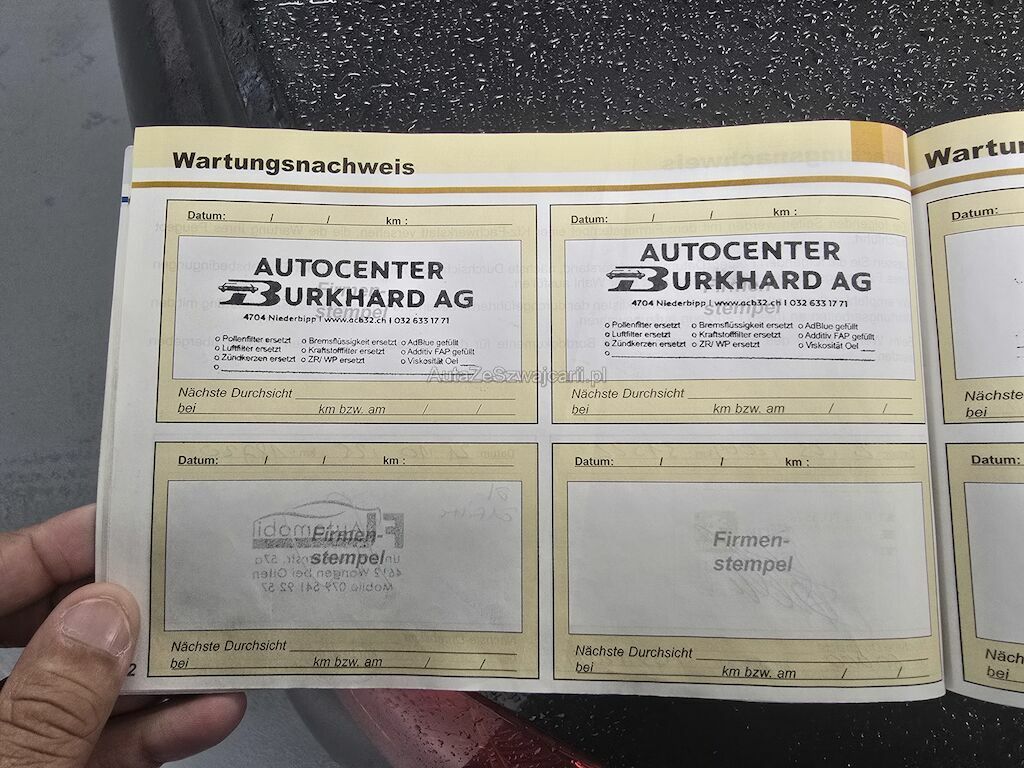 Wartungsnachweis
Datum: / / km :
AUTOCENTER
BURKHARD AG
4704 Niederbipp | www.acb32.ch | 032 633 17 71
o Pollenfilter ersetzt o Bremsflüssigkeit ersetzt o AdBlue gefüllt
o Luftfilter ersetzt o Kraftstofffilter ersetzt o Additiv FAP gefüllt
o Zündkerzen ersetzt o ZR/ WP ersetzt o Viskosität Oel
o
Nächste Durchsicht
bei km bzw. am / /
Datum: / / km :
AUTOCENTER
BURKHARD AG
4704 Niederbipp | www.acb32.ch | 032 633 17 71
o Pollenfilter ersetzt o Bremsflüssigkeit ersetzt o AdBlue gefüllt
o Luftfilter ersetzt o Kraftstofffilter ersetzt o Additiv FAP gefüllt
o Zündkerzen ersetzt o ZR/ WP ersetzt o Viskosität Oel
o
Nächste Durchsicht
bei km bzw. am / /
AutaZeSzwajcarii.pl
Datum: / / km :
Firmen-
stempel
Nächste Durchsicht
bei km bzw. am / /
Datum: / / km :
Firmen-
stempel
Nächste Durchsicht
bei km bzw. am / /
2
Wartun
Datum:
Nächste
bei
Datum:
Näch
bei